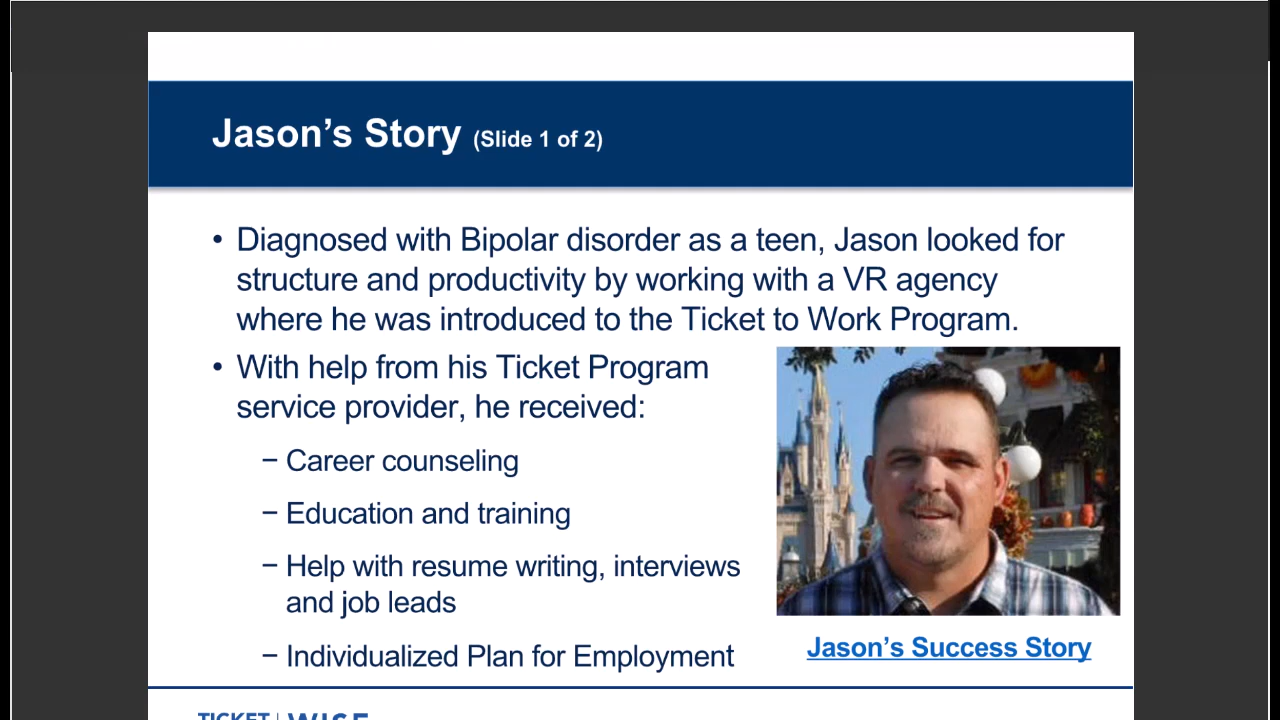 Jason’s Story (Slide 1 of 2)
• Diagnosed with Bipolar disorder as a teen, Jason looked for
structure and productivity by working with a VR agency
where he was introduced to the Ticket to Work Program.
• With help from his Ticket Program
service provider, he received:
− Career counseling
− Education and training
− Help with resume writing, interviews
and job leads
− Individualized Plan for Employment
Jason’s Success Story
TICKET | WISE